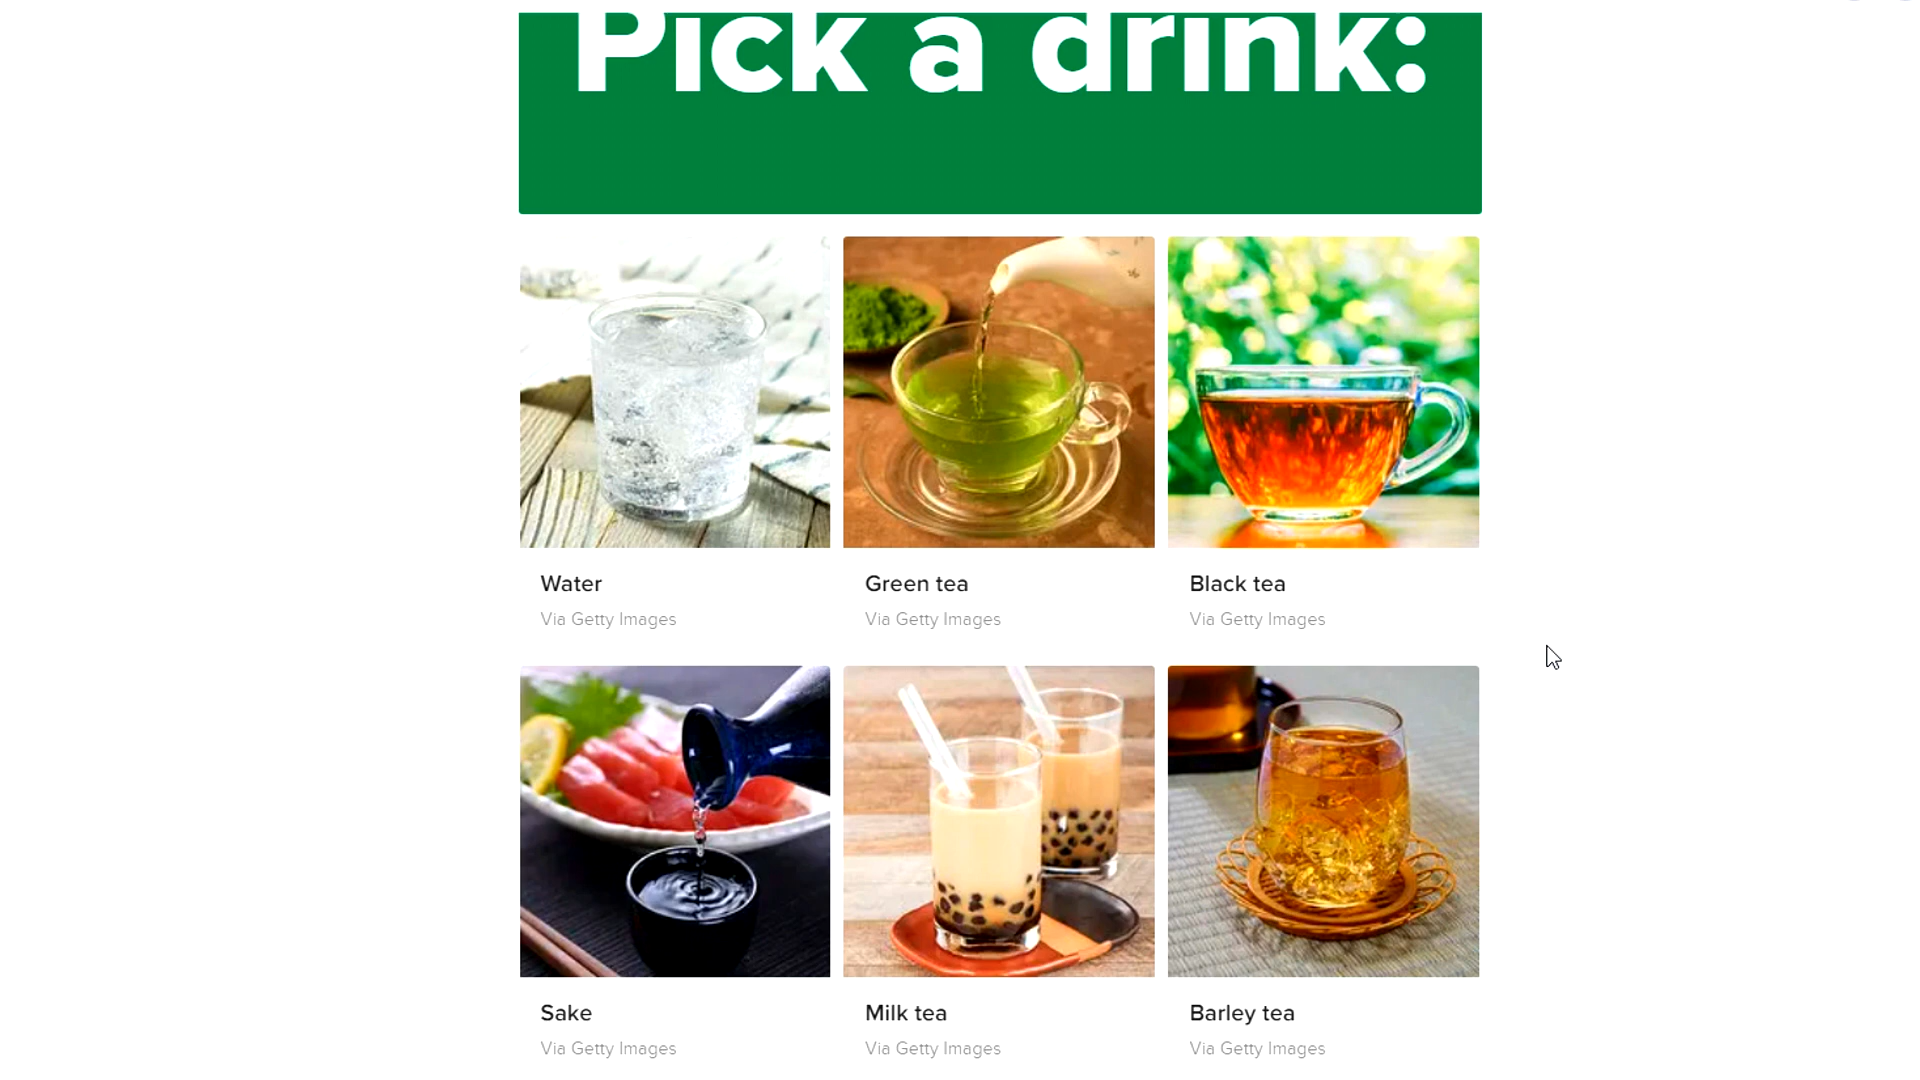 Pick a drink:
Water
Via Getty Images
Green tea
Via Getty Images
Black tea
Via Getty Images
Sake
Via Getty Images
Milk tea
Via Getty Images
Barley tea
Via Getty Images